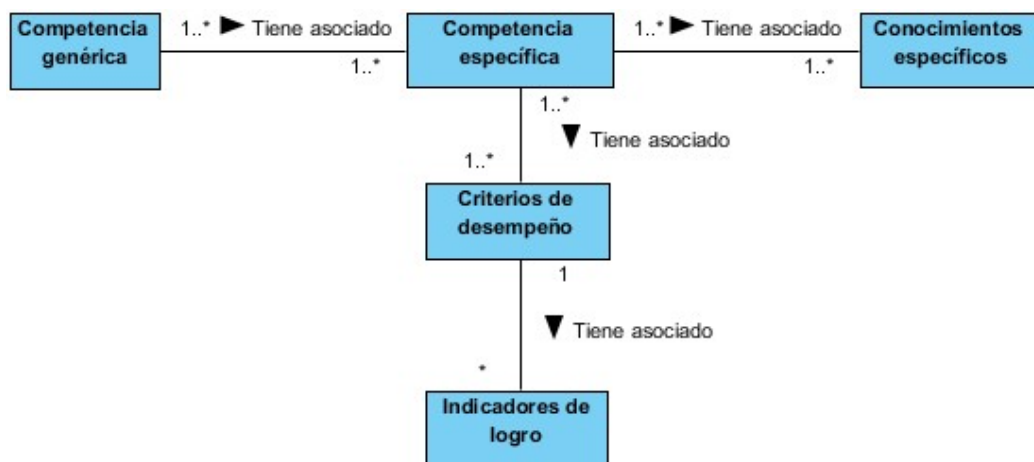 Competencia
genérica
1..* Tiene asociado
1..*
Competencia
específica
1..* Tiene asociado
1..*
Conocimientos
específicos
1..*
Tiene asociado
1..*
Criterios de
desempeño
1
Tiene asociado
*
Indicadores de
logro